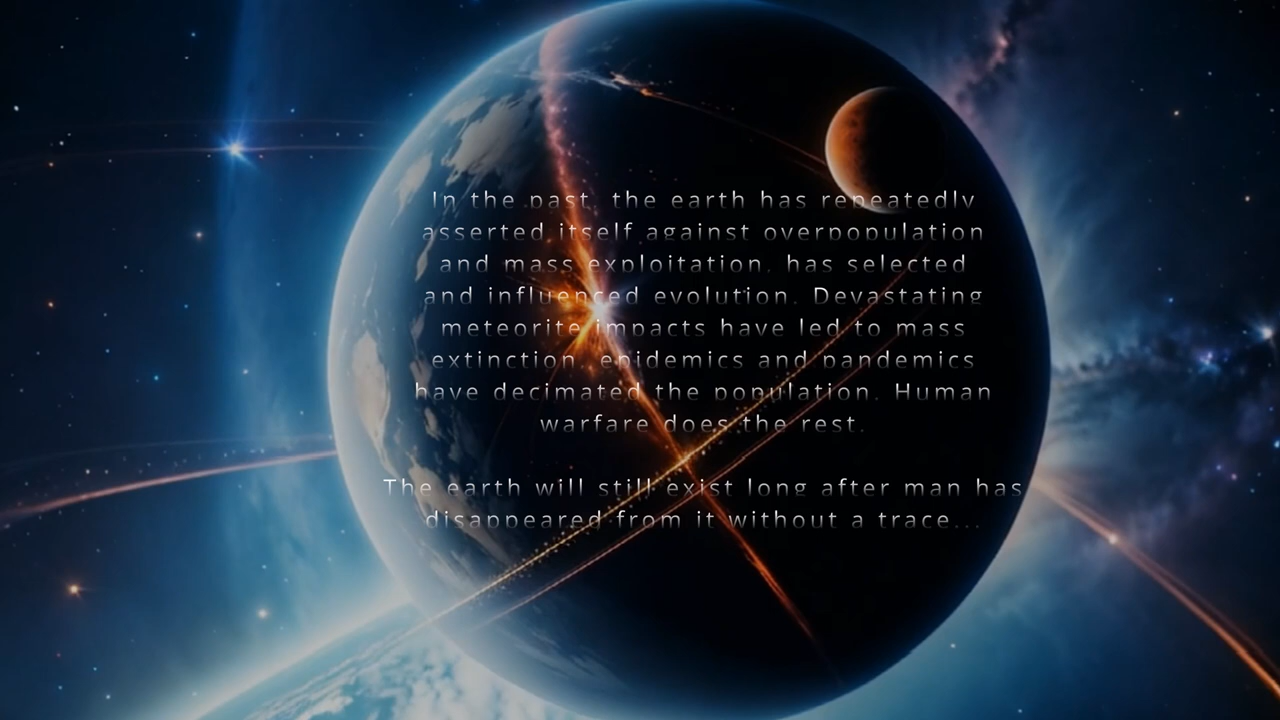 In the past, the earth has repeatedly
asserted itself against overpopulation
and mass exploitation, has selected
and influenced evolution. Devastating
meteorite impacts have led to mass
extinction, epidemics and pandemics
have decimated the population. Human
warfare does the rest.
The earth will still exist long after man has
disappeared from it without a trace...